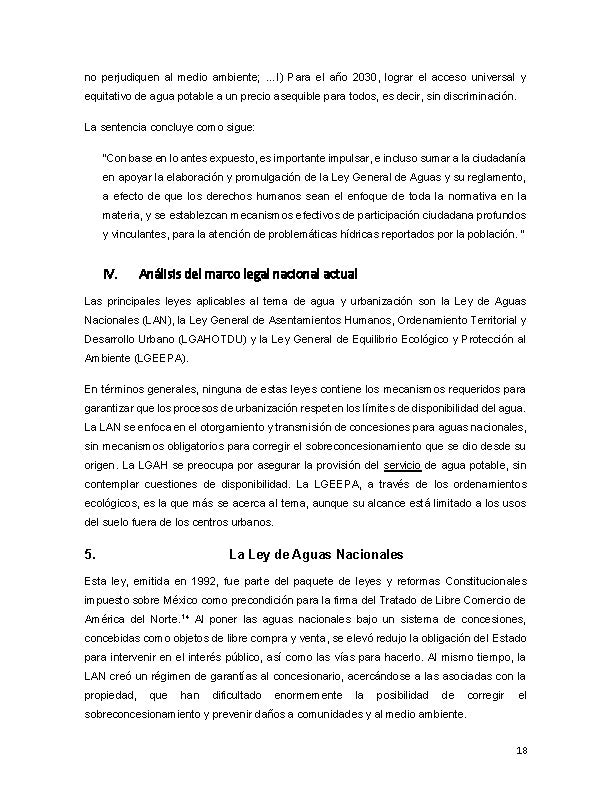 no perjudiquen al medio ambiente; ...l) Para el año 2030, lograr el acceso universal y
equitativo de agua potable a un precio asequible para todos, es decir, sin discriminación.
La sentencia concluye como sigue:
"Con base en lo antes expuesto, es importante impulsar, e incluso sumar a la ciudadanía
en apoyar la elaboración y promulgación de la Ley General de Aguas y su reglamento,
a efecto de que los derechos humanos sean el enfoque de toda la normativa en la
materia, y se establezcan mecanismos efectivos de participación ciudadana profundos
y vinculantes, para la atención de problemáticas hídricas reportados por la población. "
IV. Análisis del marco legal nacional actual
Las principales leyes aplicables al tema de agua y urbanización son la Ley de Aguas
Nacionales (LAN), la Ley General de Asentamientos Humanos, Ordenamiento Territorial y
Desarrollo Urbano (LGAHOTDU) y la Ley General de Equilibrio Ecológico y Protección al
Ambiente (LGEEPA).
En términos generales, ninguna de estas leyes contiene los mecanismos requeridos para
garantizar que los procesos de urbanización respeten los límites de disponibilidad del agua.
La LAN se enfoca en el otorgamiento y transmisión de concesiones para aguas nacionales,
sin mecanismos obligatorios para corregir el sobreconcesionamiento que se dio desde su
origen. La LGAH se preocupa por asegurar la provisión del servicio de agua potable, sin
contemplar cuestiones de disponibilidad. La LGEEPA, a través de los ordenamientos
ecológicos, es la que más se acerca al tema, aunque su alcance está limitado a los usos
del suelo fuera de los centros urbanos.
5. La Ley de Aguas Nacionales
Esta ley, emitida en 1992, fue parte del paquete de leyes y reformas Constitucionales
impuesto sobre México como precondición para la firma del Tratado de Libre Comercio de
América del Norte.¹⁴ Al poner las aguas nacionales bajo un sistema de concesiones,
concebidas como objetos de libre compra y venta, se elevó redujo la obligación del Estado
para intervenir en el interés público, así como las vías para hacerlo. Al mismo tiempo, la
LAN creó un régimen de garantías al concesionario, acercándose a las asociadas con la
propiedad, que han dificultado enormemente la posibilidad de corregir el
sobreconcesionamiento y prevenir daños a comunidades y al medio ambiente.
18